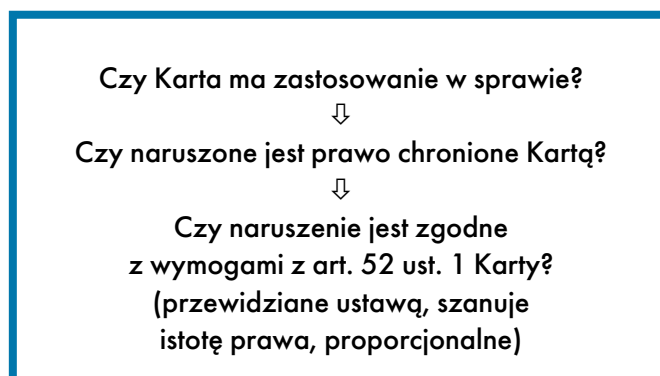 Czy Karta ma zastosowanie w sprawie?
⇩
Czy naruszone jest prawo chronione Kartą?
⇩
Czy naruszenie jest zgodne
z wymogami z art. 52 ust. 1 Karty?
(przewidziane ustawą, szanuje
istotę prawa, proporcjonalne)